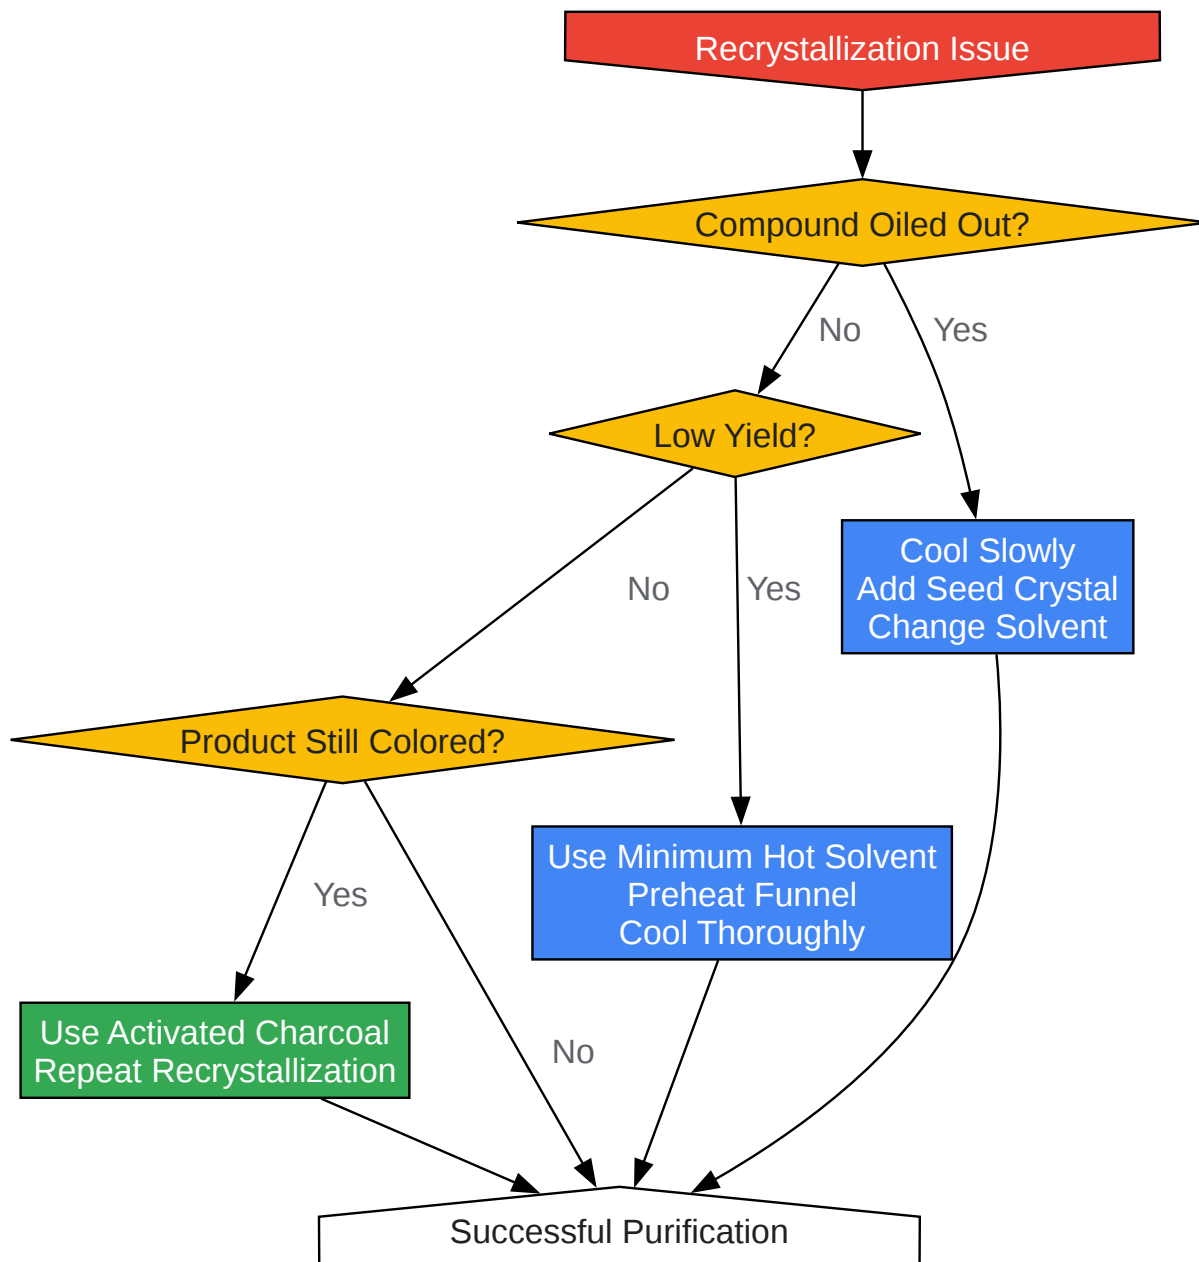 Recrystallization Issue
Compound Oiled Out?
No
Yes
Low Yield?
Cool Slowly
Add Seed Crystal
Change Solvent
No
Yes
Product Still Colored?
Use Minimum Hot Solvent
Preheat Funnel
Cool Thoroughly
Yes
Use Activated Charcoal
Repeat Recrystallization
No
Successful Purification